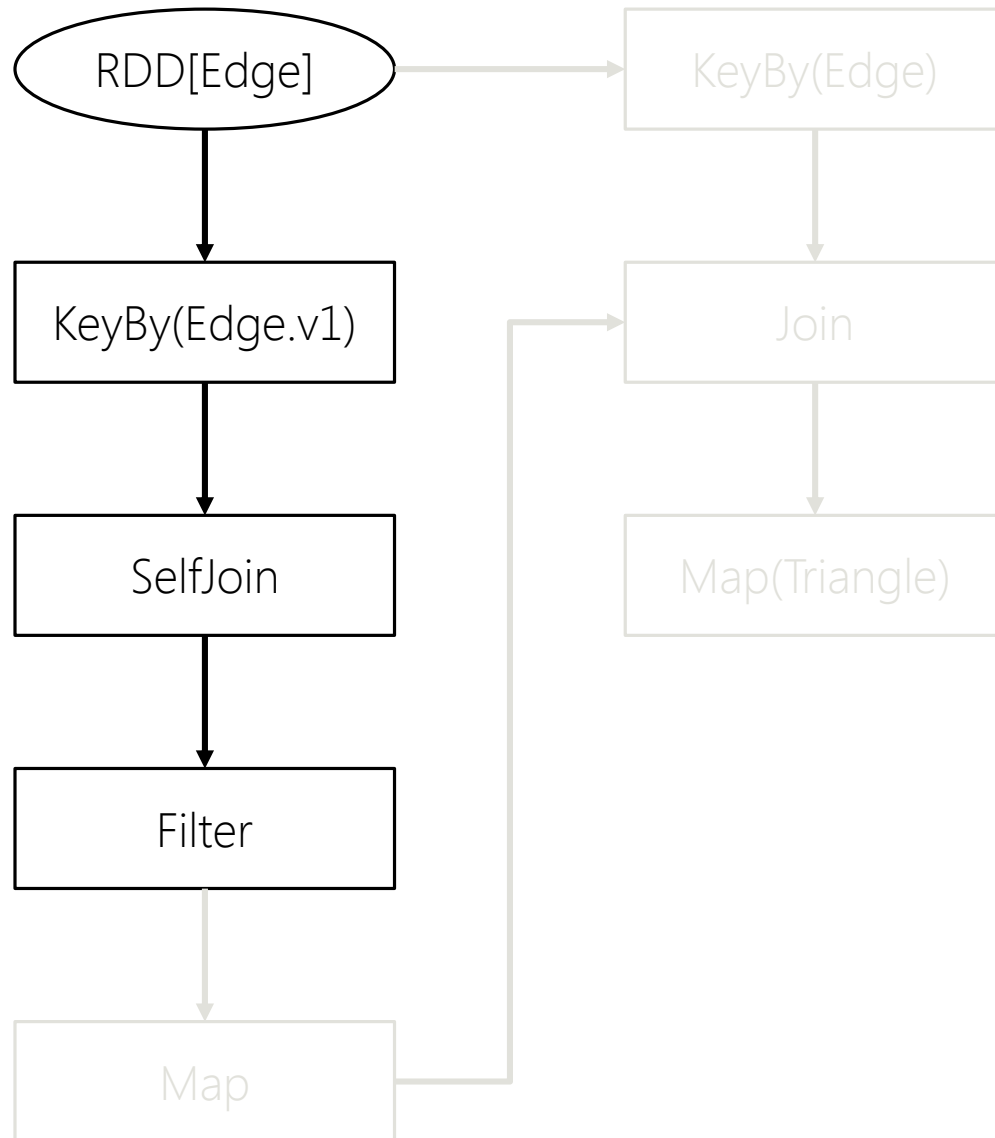 RDD[Edge]
KeyBy(Edge)
KeyBy(Edge.v1)
Join
SelfJoin
Map(Triangle)
Filter
Map